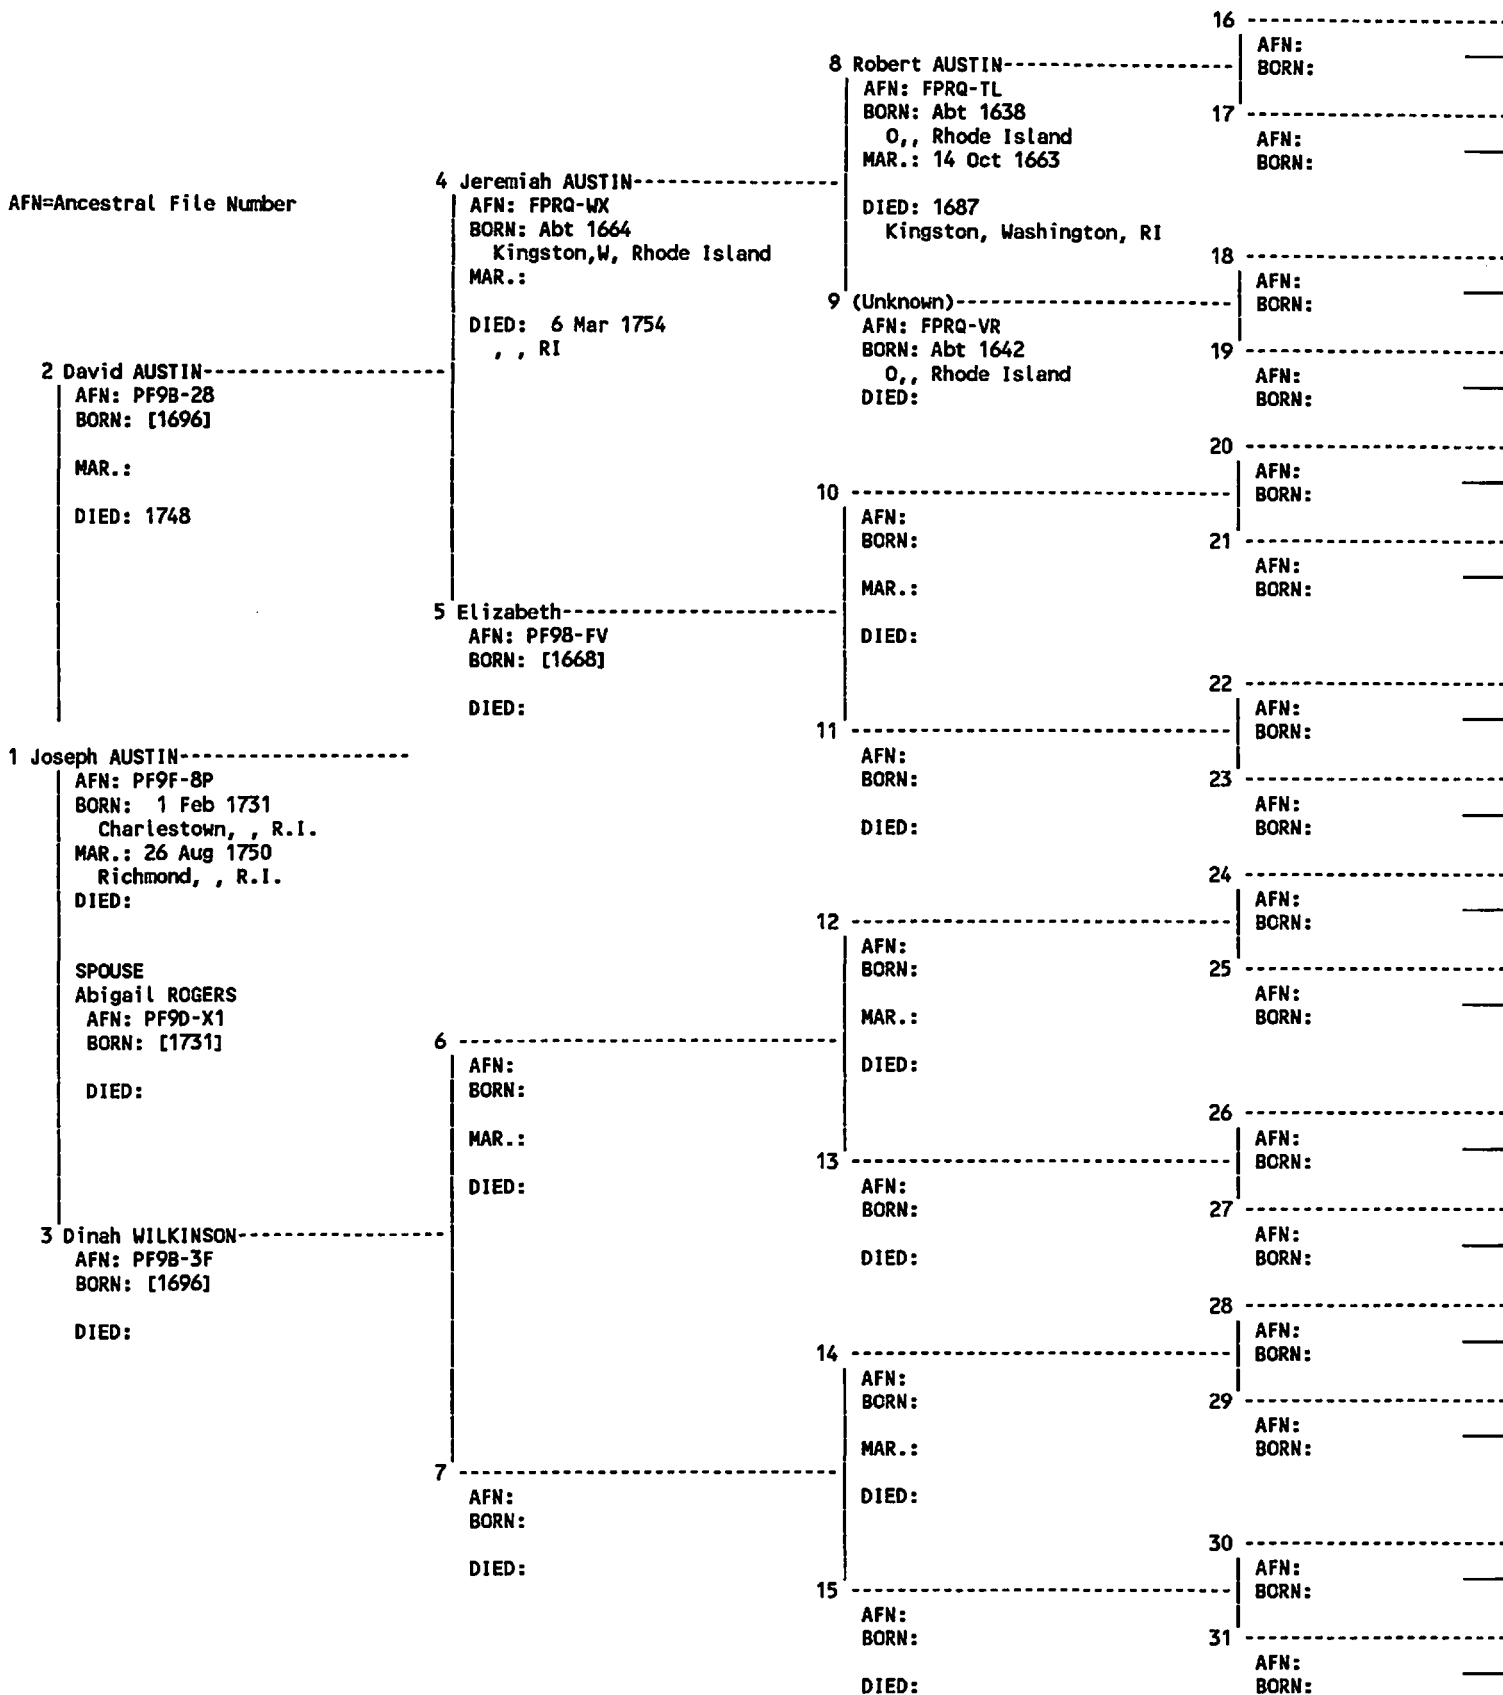 AFN=Ancestral File Number
1 Joseph AUSTIN-------------------
AFN: PF9F-8P
BORN:  1 Feb 1731
Charlestown, , R.I.
MAR.: 26 Aug 1750
Richmond, , R.I.
DIED:
SPOUSE
Abigail ROGERS
AFN: PF9D-X1
BORN: [1731]
DIED:
2 David AUSTIN--------------------
AFN: PF9B-28
BORN: [1696]
MAR.:
DIED: 1748
3 Dinah WILKINSON-----------------
AFN: PF9B-3F
BORN: [1696]
DIED:
4 Jeremiah AUSTIN-----------------
AFN: FPRQ-WX
BORN: Abt 1664
Kingston,W, Rhode Island
MAR.:
DIED:  6 Mar 1754
, , RI
5 Elizabeth-----------------------
AFN: PF98-FV
BORN: [1668]
DIED:
6 --------------------------------
AFN:
BORN:
MAR.:
DIED:
7 --------------------------------
AFN:
BORN:
DIED:
8 Robert AUSTIN-------------------
AFN: FPRQ-TL
BORN: Abt 1638
O,, Rhode Island
MAR.: 14 Oct 1663
DIED: 1687
Kingston, Washington, RI
9 (Unknown)-----------------------
AFN: FPRQ-VR
BORN: Abt 1642
O,, Rhode Island
DIED:
10 --------------------------------
AFN:
BORN:
MAR.:
DIED:
11 --------------------------------
AFN:
BORN:
DIED:
12 --------------------------------
AFN:
BORN:
MAR.:
DIED:
13 --------------------------------
AFN:
BORN:
DIED:
14 --------------------------------
AFN:
BORN:
MAR.:
DIED:
15 --------------------------------
AFN:
BORN:
DIED:
16 ----------------------
AFN:
BORN:
17 ----------------------
AFN:
BORN:
18 ----------------------
AFN:
BORN:
19 ----------------------
AFN:
BORN:
20 ----------------------
AFN:
BORN:
21 ----------------------
AFN:
BORN:
22 ----------------------
AFN:
BORN:
23 ----------------------
AFN:
BORN:
24 ----------------------
AFN:
BORN:
25 ----------------------
AFN:
BORN:
26 ----------------------
AFN:
BORN:
27 ----------------------
AFN:
BORN:
28 ----------------------
AFN:
BORN:
29 ----------------------
AFN:
BORN:
30 ----------------------
AFN:
BORN:
31 ----------------------
AFN:
BORN: